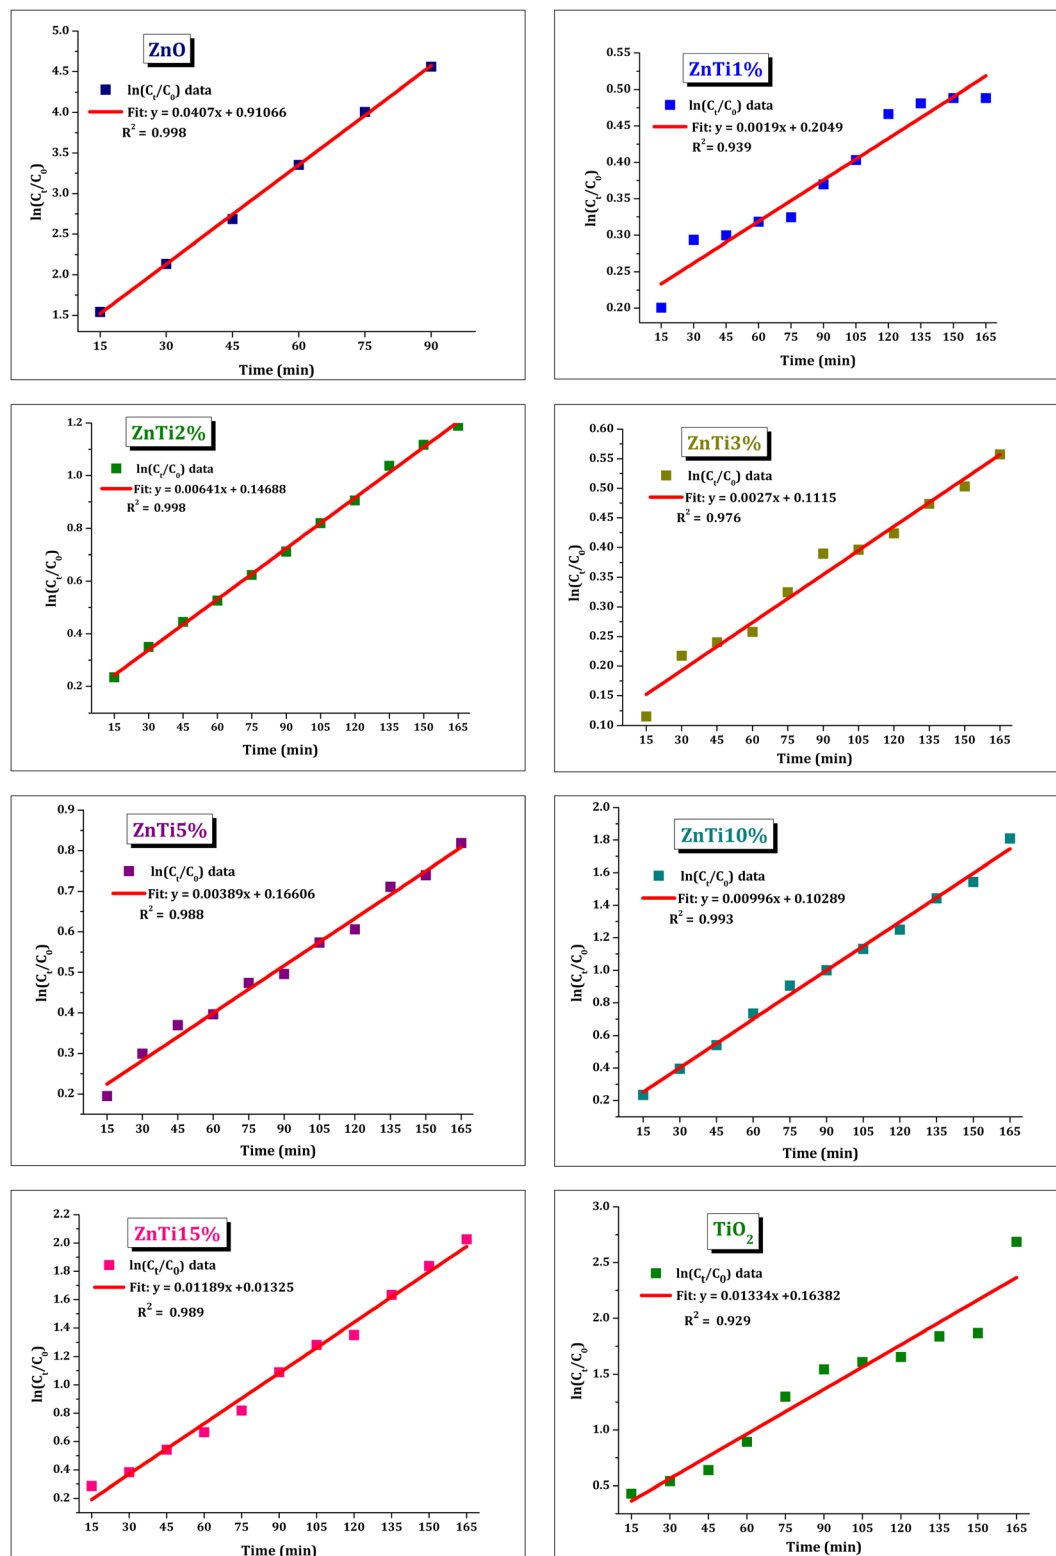 ZnO
ln(Cₜ/C₀) data
Fit: y = 0.0407x + 0.91066
R² = 0.998
ln(Cₜ/C₀)
5.0
4.5
4.0
3.5
3.0
2.5
2.0
1.5
15 30 45 60 75 90
Time (min)
ZnTi1%
ln(Cₜ/C₀) data
Fit: y = 0.0019x + 0.2049
R² = 0.939
ln(Cₜ/C₀)
0.55
0.50
0.45
0.40
0.35
0.30
0.25
0.20
15 30 45 60 75 90 105 120 135 150 165
Time (min)
ZnTi2%
ln(Cₜ/C₀) data
Fit: y = 0.00641x + 0.14688
R² = 0.998
ln(Cₜ/C₀)
1.2
1.0
0.8
0.6
0.4
0.2
15 30 45 60 75 90 105 120 135 150 165
Time (min)
ZnTi3%
ln(Cₜ/C₀) data
Fit: y = 0.0027x + 0.1115
R² = 0.976
ln(Cₜ/C₀)
0.60
0.55
0.50
0.45
0.40
0.35
0.30
0.25
0.20
0.15
0.10
15 30 45 60 75 90 105 120 135 150 165
Time (min)
ZnTi5%
ln(Cₜ/C₀) data
Fit: y = 0.00389x + 0.16606
R² = 0.988
ln(Cₜ/C₀)
0.9
0.8
0.7
0.6
0.5
0.4
0.3
0.2
15 30 45 60 75 90 105 120 135 150 165
Time (min)
ZnTi10%
ln(Cₜ/C₀) data
Fit: y = 0.00996x + 0.10289
R² = 0.993
ln(Cₜ/C₀)
2.0
1.8
1.6
1.4
1.2
1.0
0.8
0.6
0.4
0.2
15 30 45 60 75 90 105 120 135 150 165
Time (min)
ZnTi15%
ln(Cₜ/C₀) data
Fit: y = 0.01189x +0.01325
R² = 0.989
ln(Cₜ/C₀)
2.2
2.0
1.8
1.6
1.4
1.2
1.0
0.8
0.6
0.4
0.2
15 30 45 60 75 90 105 120 135 150 165
Time (min)
TiO₂
ln(Cₜ/C₀) data
Fit: y = 0.01334x +0.16382
R² = 0.929
ln(Cₜ/C₀)
3.0
2.5
2.0
1.5
1.0
0.5
15 30 45 60 75 90 105 120 135 150 165
Time (min)